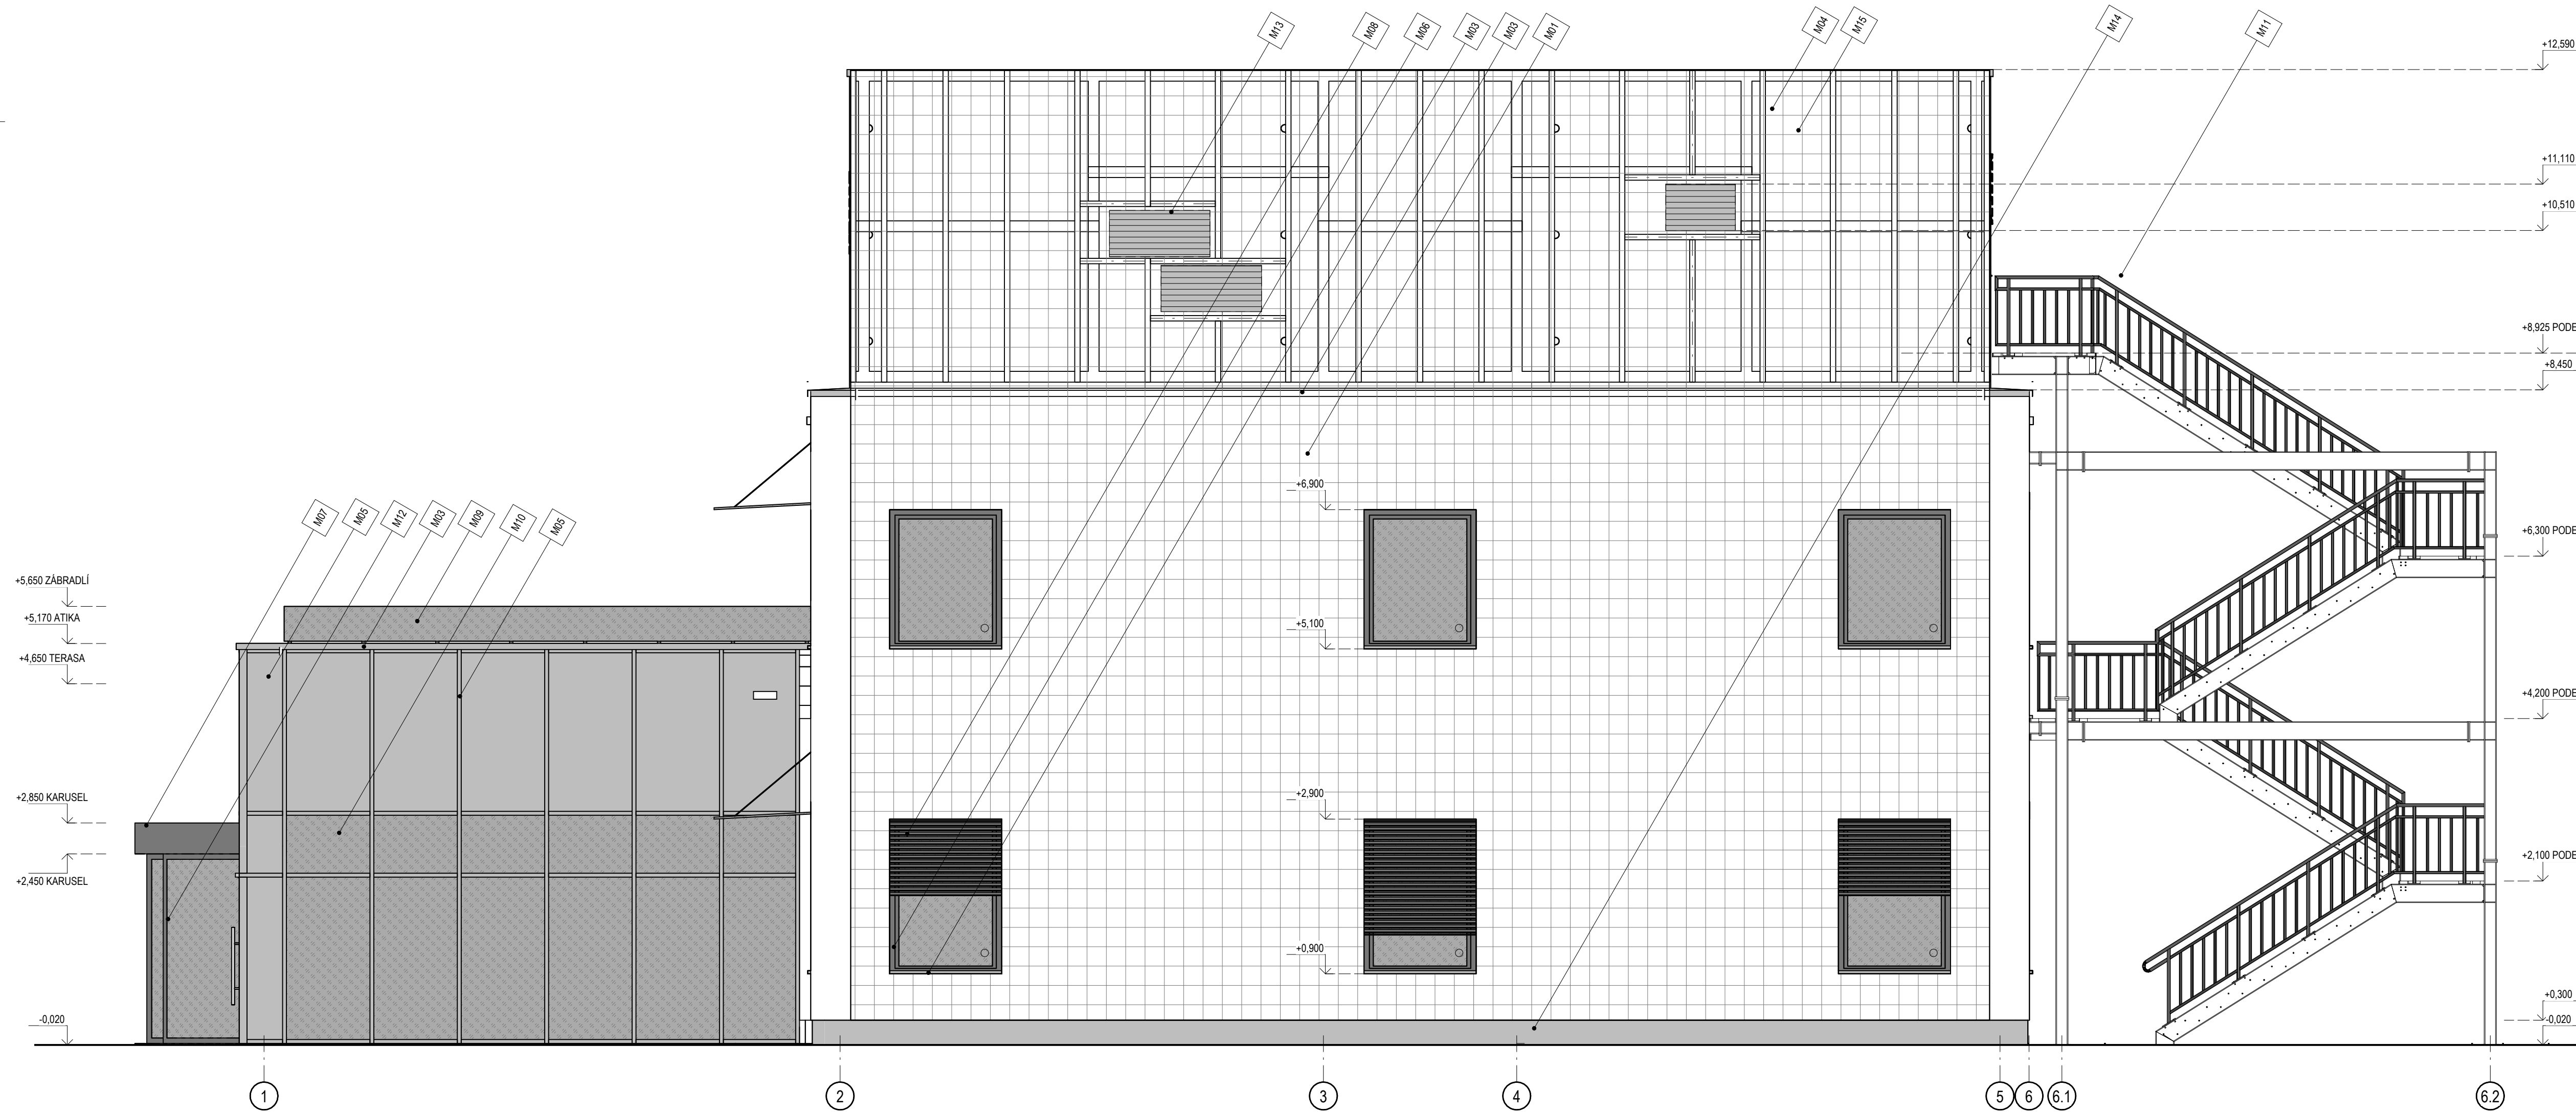 M13
M08
M06
M03
M03
M01
M04
M15
M14
M11
+12,590
+11,110
+10,510
+8,925 PODE
+8,450
+6,900
M07
M05
M12
M03
M09
M10
M05
+6,300 PODE
+5,650 ZÁBRADLÍ
+5,170 ATIKA
+5,100
+4,650 TERASA
+4,200 PODE
+2,900
+2,850 KARUSEL
+2,100 PODE
+2,450 KARUSEL
+0,900
+0,300
-0,020
-0,020
1
2
3
4
5
6
6.1
6.2